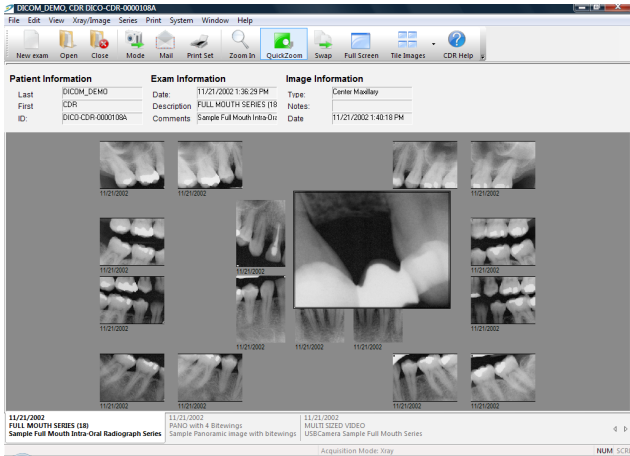 DICOM_DEMO, CDR DICO-CDR-0000108A
File Edit View Xray/Image Series Print System Window Help
New exam Open Close Mode Mail Print Set Zoom In QuickZoom Swap Full Screen Tile Images CDR Help
Patient Information Exam Information Image Information
Last DICOM_DEMO Date: 11/21/2002 1:36:29 PM Type: Center Maxillary
First CDR Description FULL MOUTH SERIES (18 Notes:
ID: DICO-CDR-0000108A Comments Sample Full Mouth Intra-Ora Date 11/21/2002 1:40:18 PM
11/21/2002 11/21/2002 11/21/2002 11/21/2002
11/21/2002 11/21/2002 11/21/2002
11/21/2002 11/21/2002
11/21/2002 11/21/2002 11/21/2002
11/21/2002 11/21/2002 11/21/2002 11/21/2002
11/21/2002 11/21/2002 11/21/2002
FULL MOUTH SERIES (18) PANO with 4 Bitewings MULTI SIZED VIDEO
Sample Full Mouth Intra-Oral Radiograph Series Sample Panoramic image with bitewings USBCamera Sample Full Mouth Series
Acquisition Mode: Xray NUM SCRL